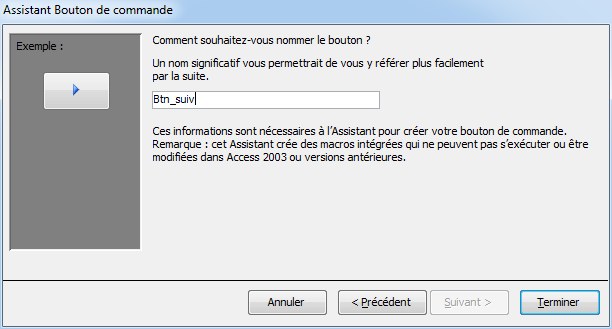 Assistant Bouton de commande
Exemple :
Comment souhaitez-vous nommer le bouton ?
Un nom significatif vous permettrait de vous y référer plus facilement
par la suite.
Btn_suiv
Ces informations sont nécessaires à l'Assistant pour créer votre bouton de commande.
Remarque : cet Assistant crée des macros intégrées qui ne peuvent pas s'exécuter ou être
modifiées dans Access 2003 ou versions antérieures.
Annuler
< Précédent
Suivant >
Terminer